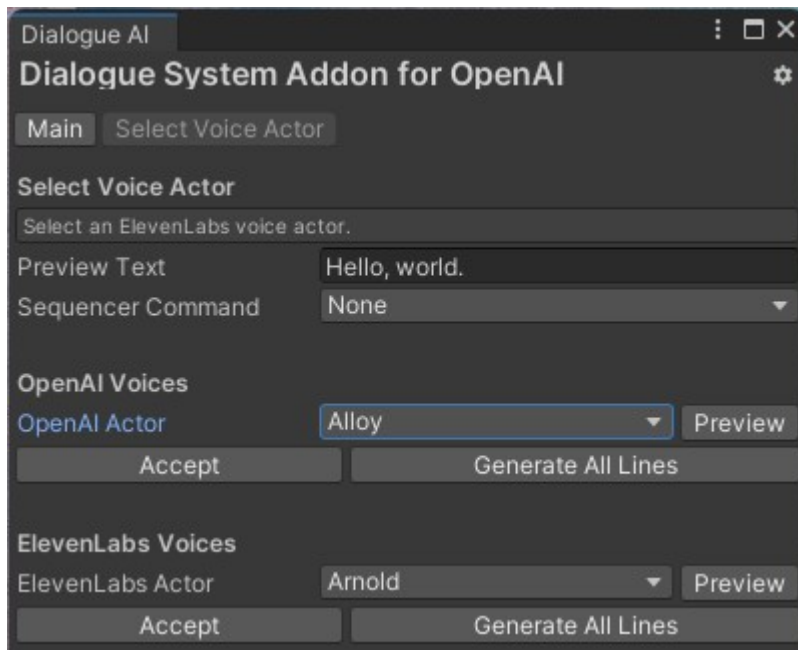 Dialogue AI
Dialogue System Addon for OpenAI
Main Select Voice Actor
Select Voice Actor
Select an ElevenLabs voice actor.
Preview Text Hello, world.
Sequencer Command None
OpenAI Voices
OpenAI Actor Alloy Preview
Accept Generate All Lines
ElevenLabs Voices
ElevenLabs Actor Arnold Preview
Accept Generate All Lines